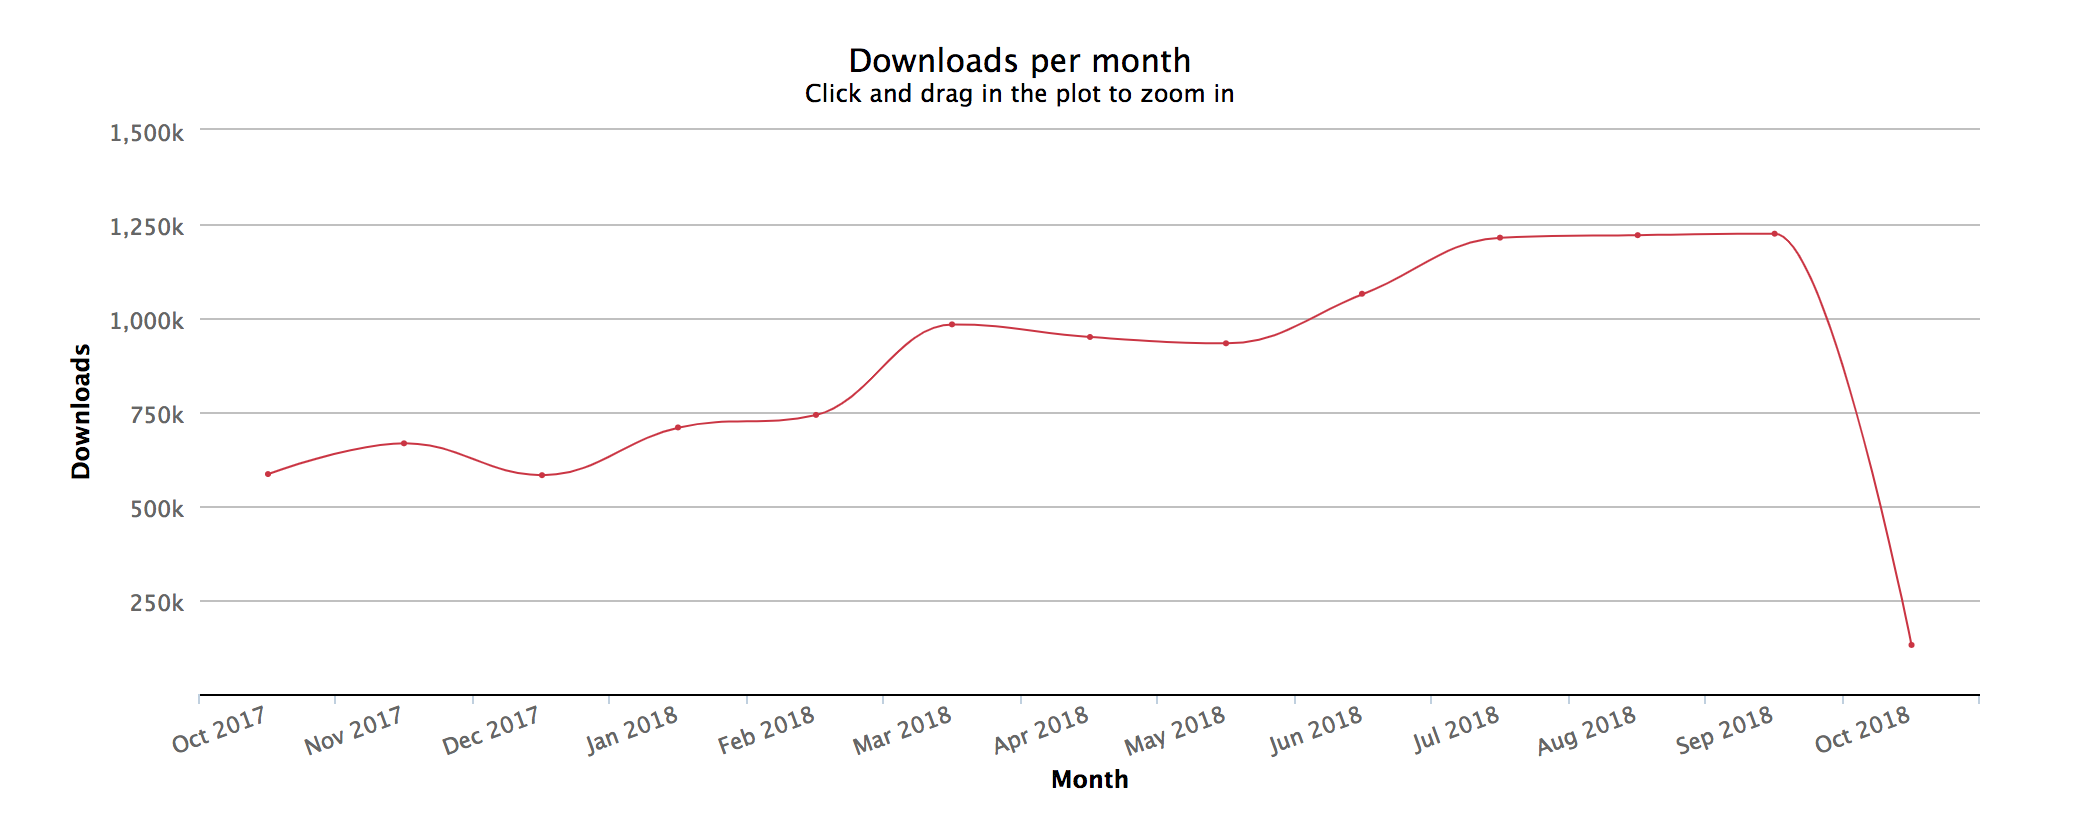 Downloads per month
Click and drag in the plot to zoom in
1,500k
1,250k
1,000k
750k
500k
250k
Downloads
Oct 2017
Nov 2017
Dec 2017
Jan 2018
Feb 2018
Mar 2018
Apr 2018
May 2018
Jun 2018
Jul 2018
Aug 2018
Sep 2018
Oct 2018
Month